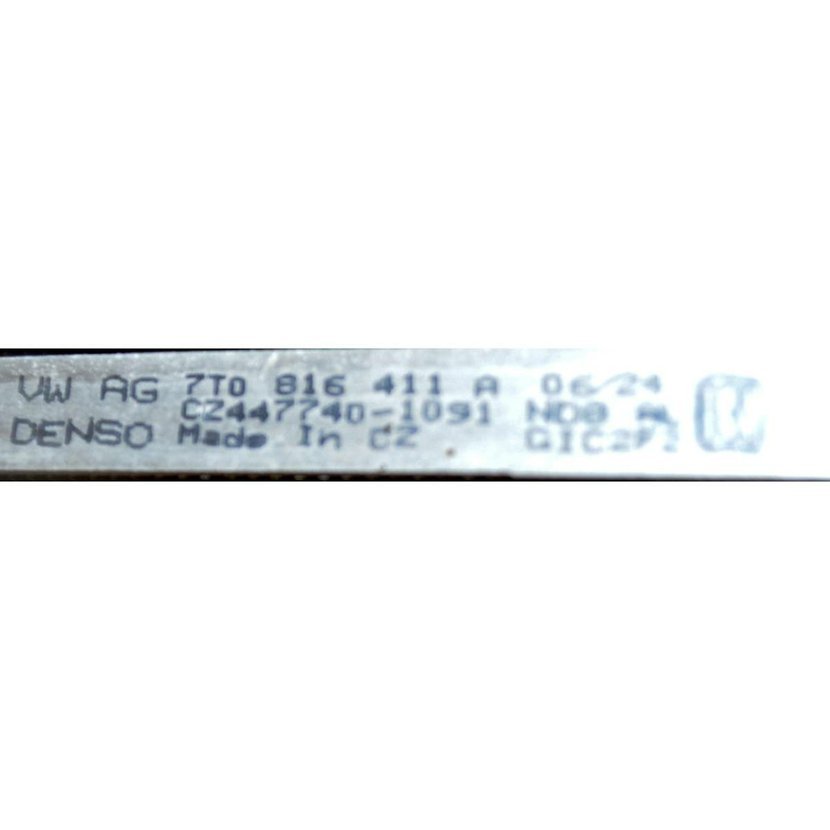 VW AG 7T0 816 411 A 06/24
CZ447740-1091
DENSO Made In CZ